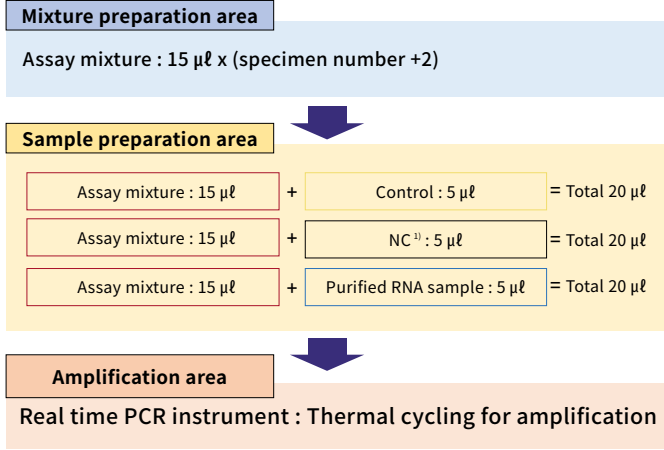 Mixture preparation area
Assay mixture : 15 µℓ x (specimen number +2)
Sample preparation area
Assay mixture : 15 µℓ + Control : 5 µℓ = Total 20 µℓ
Assay mixture : 15 µℓ + NC ¹⁾ : 5 µℓ = Total 20 µℓ
Assay mixture : 15 µℓ + Purified RNA sample : 5 µℓ = Total 20 µℓ
Amplification area
Real time PCR instrument : Thermal cycling for amplification